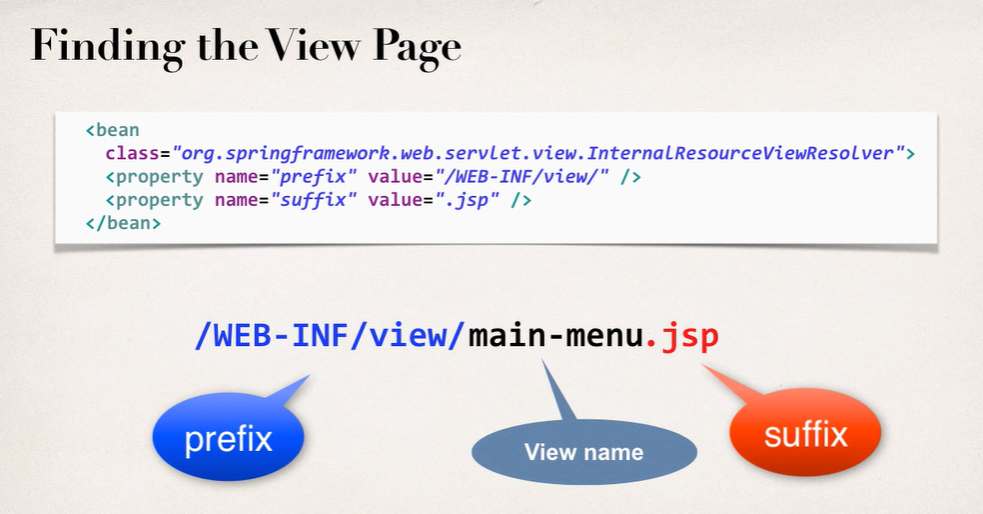 Finding the View Page
<bean
class="org.springframework.web.servlet.view.InternalResourceViewResolver">
<property name="prefix" value="/WEB-INF/view/" />
<property name="suffix" value=".jsp" />
</bean>
/WEB-INF/view/main-menu.jsp
prefix
View name
suffix